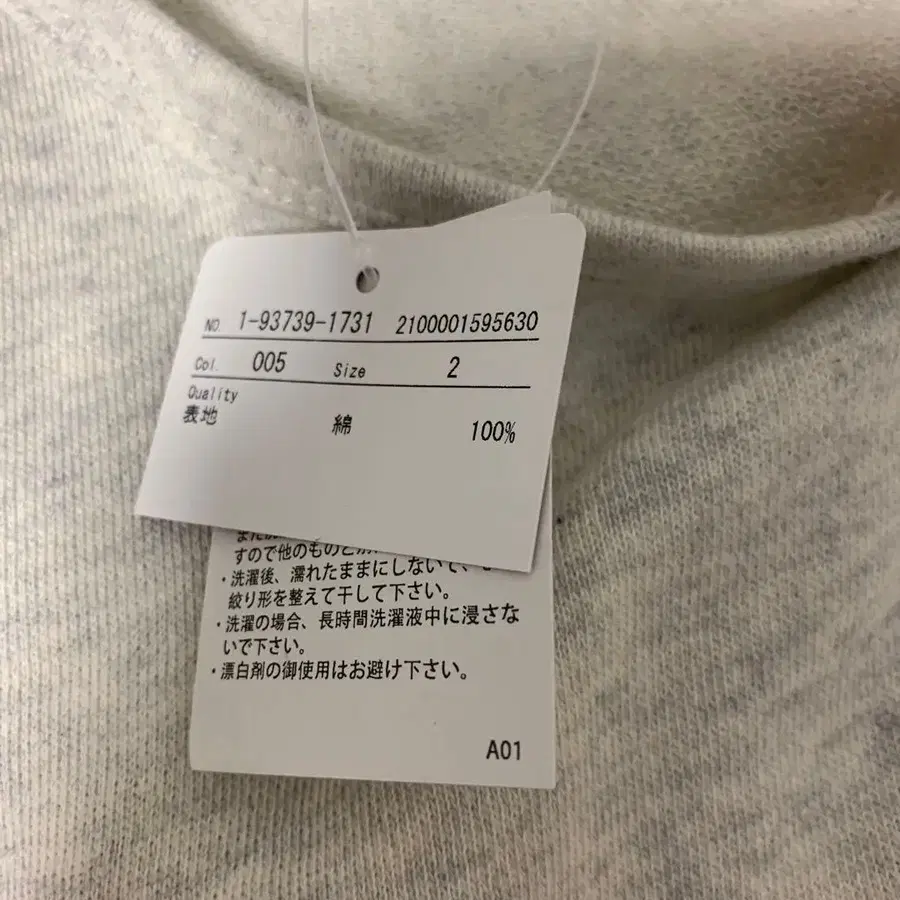 NO. 1-93739-1731 2100001595630
Col. 005 Size 2
Quality
表地 綿 100%
すので他のものと
・洗濯後、濡れたままにしないで、
絞り形を整えて干して下さい。
・洗濯の場合、長時間洗濯液中に浸さな
いで下さい。
・漂白剤の御使用はお避け下さい。
A01